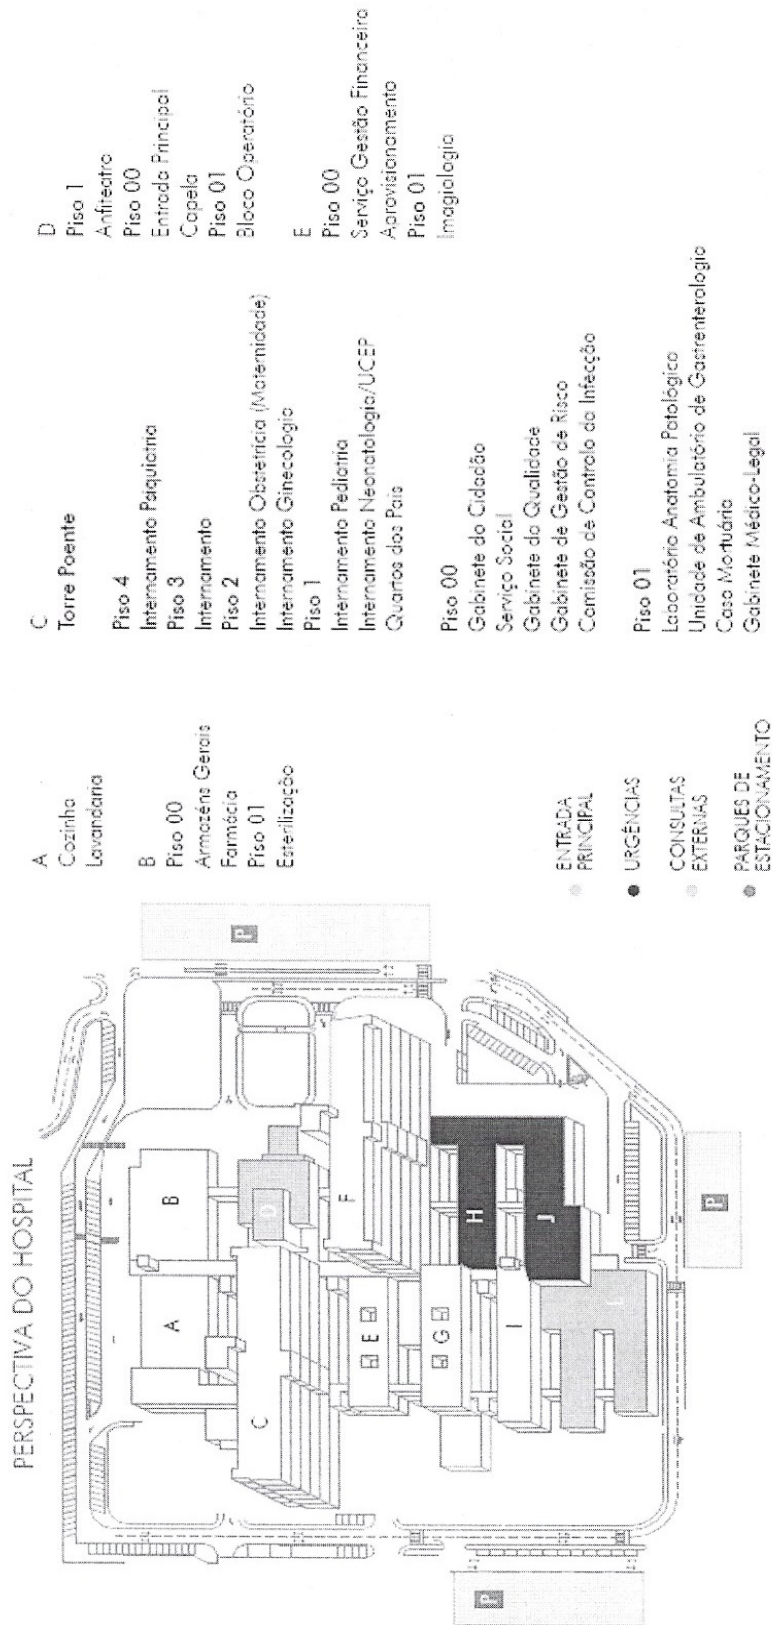 PERSPECTIVA DO HOSPITAL
A
B
C
D
E
F
G
H
I
J
L
P
P
P
A
Cozinha
Lavandaria
B
Piso 00
Armazéns Gerais
Farmácia
Piso 01
Esterilização
ENTRADA
PRINCIPAL
URGÊNCIAS
CONSULTAS
EXTERNAS
PARQUES DE
ESTACIONAMENTO
C
Torre Poente
Piso 4
Internamento Psiquiatria
Piso 3
Internamento
Piso 2
Internamento Obstetrícia (Maternidade)
Internamento Ginecologia
Piso 1
Internamento Pediatria
Internamento Neonatologia/UCEP
Quartos dos Pais
Piso 00
Gabinete do Cidadão
Serviço Social
Gabinete da Qualidade
Gabinete de Gestão de Risco
Comissão de Controlo da Infecção
Piso 01
Laboratório Anatomia Patológica
Unidade de Ambulatório de Gastrenterologia
Casa Mortuária
Gabinete Médico-Legal
D
Piso 1
Anfiteatro
Piso 00
Entrada Principal
Capela
Piso 01
Bloco Operatório
E
Piso 00
Serviço Gestão Financeira
Aprovisionamento
Piso 01
Imagiologia